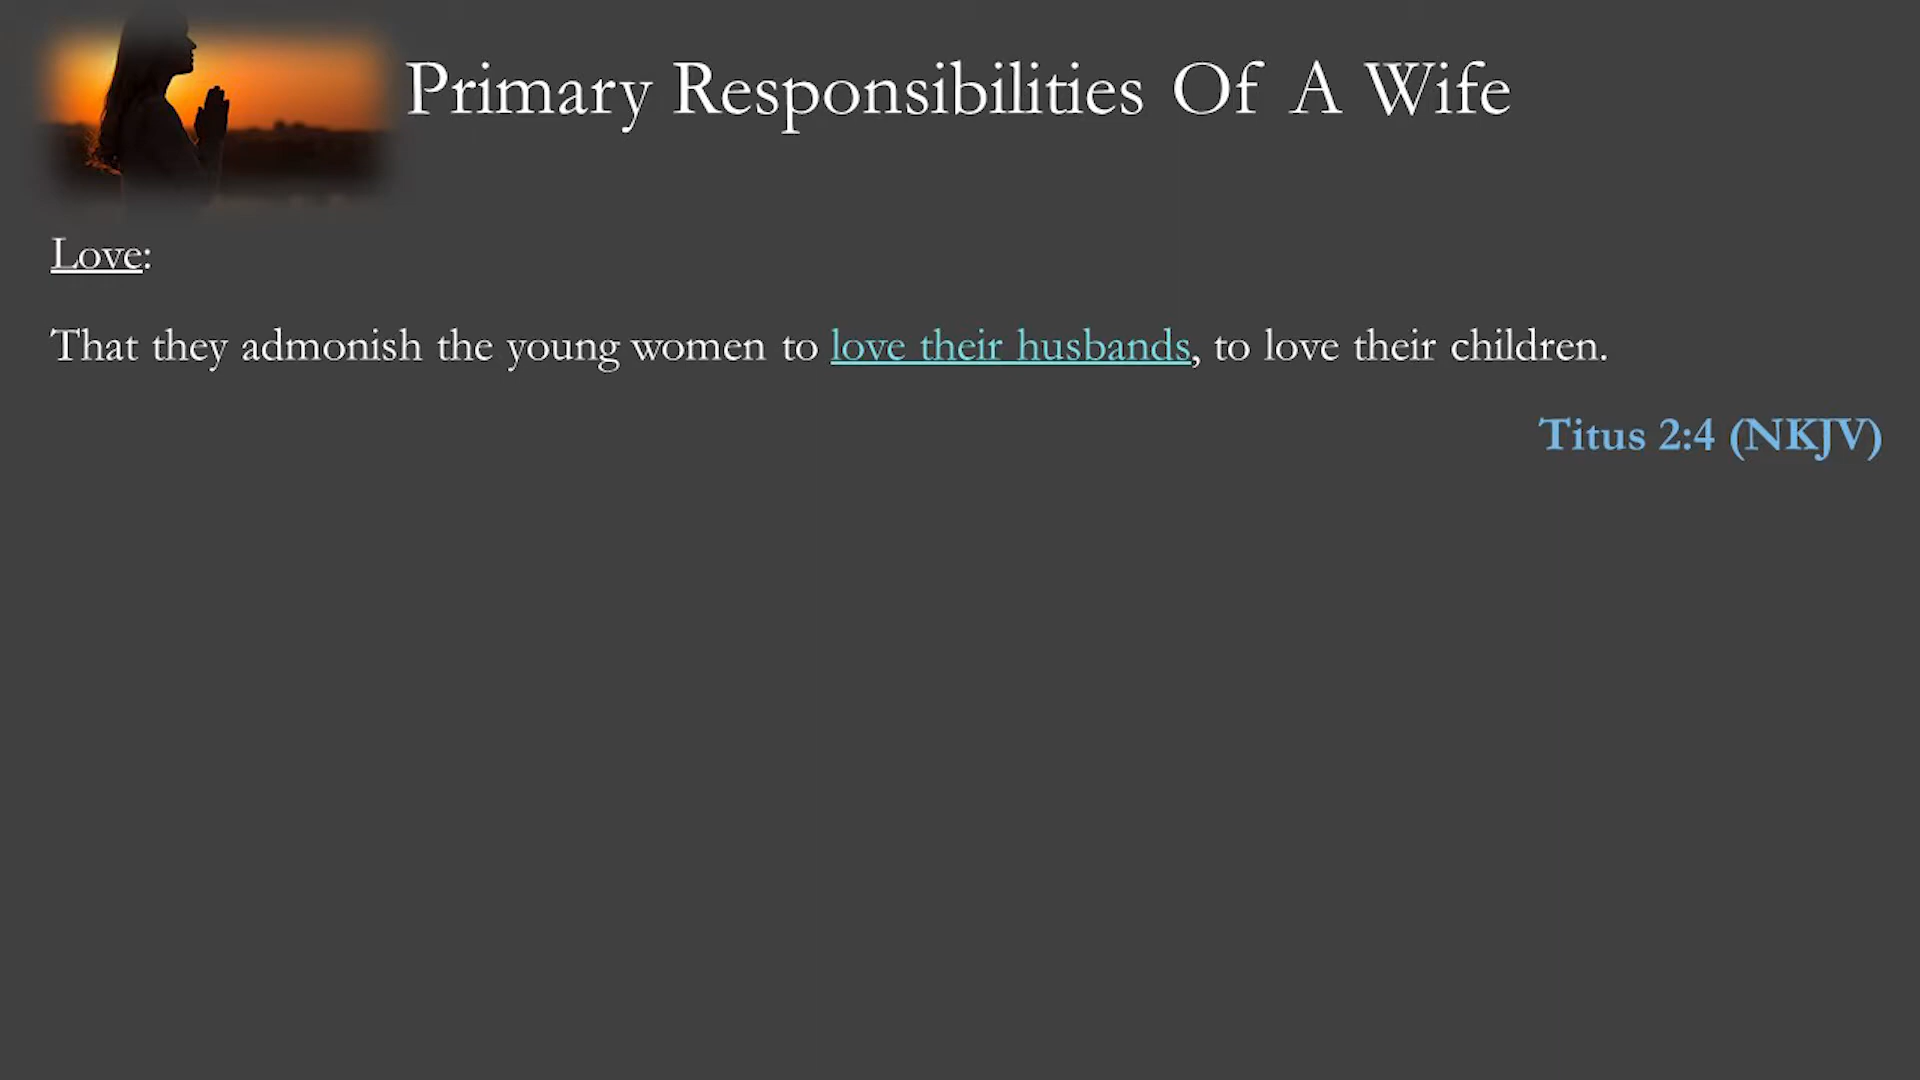 Primary Responsibilities Of A Wife
Love:
That they admonish the young women to love their husbands, to love their children.
Titus 2:4 (NKJV)